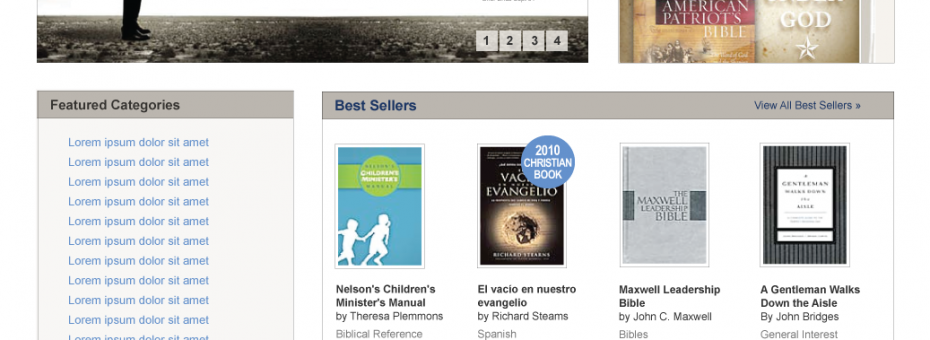 1 2 3 4
AMERICAN
PATRIOT'S
BIBLE
UNDER
GOD
Featured Categories
Lorem ipsum dolor sit amet
Lorem ipsum dolor sit amet
Lorem ipsum dolor sit amet
Lorem ipsum dolor sit amet
Lorem ipsum dolor sit amet
Lorem ipsum dolor sit amet
Lorem ipsum dolor sit amet
Lorem ipsum dolor sit amet
Lorem ipsum dolor sit amet
Lorem ipsum dolor sit amet
Lorem ipsum dolor sit amet
Best Sellers
View All Best Sellers »
NELSON'S
CHILDREN'S
MINISTER'S
MANUAL
2010
CHRISTIAN
BOOK
EVANGELIO
RICHARD STEARNS
THE
MAXWELL
LEADERSHIP
BIBLE
A
GENTLEMAN
WALKS DOWN
the
AISLE
Nelson's Children's
Minister's Manual
by Theresa Plemmons
Biblical Reference
El vacio en nuestro
evangelio
by Richard Steams
Spanish
Maxwell Leadership
Bible
by John C. Maxwell
Bibles
A Gentleman Walks
Down the Aisle
By John Bridges
General Interest